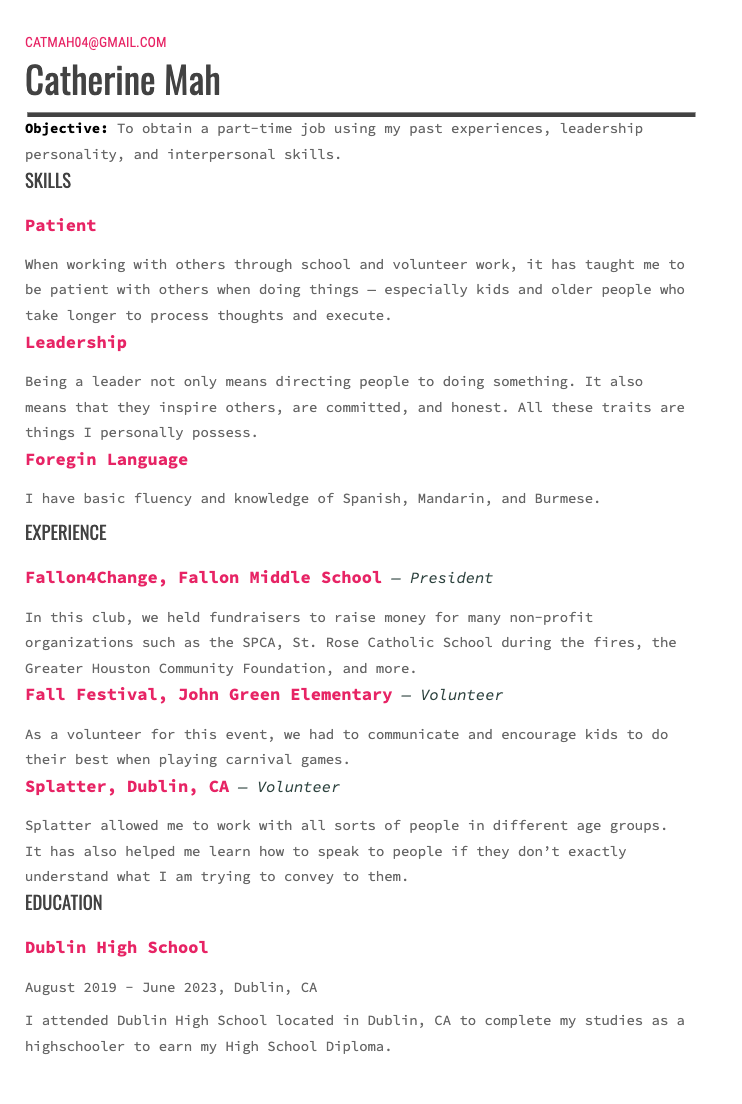 CATMAH04@GMAIL.COM
Catherine Mah
Objective: To obtain a part-time job using my past experiences, leadership
personality, and interpersonal skills.
SKILLS
Patient
When working with others through school and volunteer work, it has taught me to
be patient with others when doing things — especially kids and older people who
take longer to process thoughts and execute.
Leadership
Being a leader not only means directing people to doing something. It also
means that they inspire others, are committed, and honest. All these traits are
things I personally possess.
Foregin Language
I have basic fluency and knowledge of Spanish, Mandarin, and Burmese.
EXPERIENCE
Fallon4Change, Fallon Middle School — President
In this club, we held fundraisers to raise money for many non-profit
organizations such as the SPCA, St. Rose Catholic School during the fires, the
Greater Houston Community Foundation, and more.
Fall Festival, John Green Elementary — Volunteer
As a volunteer for this event, we had to communicate and encourage kids to do
their best when playing carnival games.
Splatter, Dublin, CA — Volunteer
Splatter allowed me to work with all sorts of people in different age groups.
It has also helped me learn how to speak to people if they don’t exactly
understand what I am trying to convey to them.
EDUCATION
Dublin High School
August 2019 - June 2023, Dublin, CA
I attended Dublin High School located in Dublin, CA to complete my studies as a
highschooler to earn my High School Diploma.